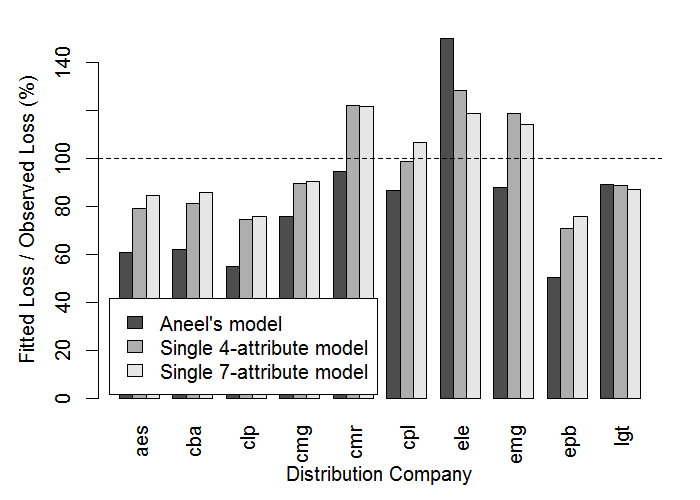 Fitted Loss / Observed Loss (%)
140
100
80
60
40
20
0
Aneel's model
Single 4-attribute model
Single 7-attribute model
aes
cba
clp
cmg
cmr
cpl
ele
emg
epb
lgt
Distribution Company